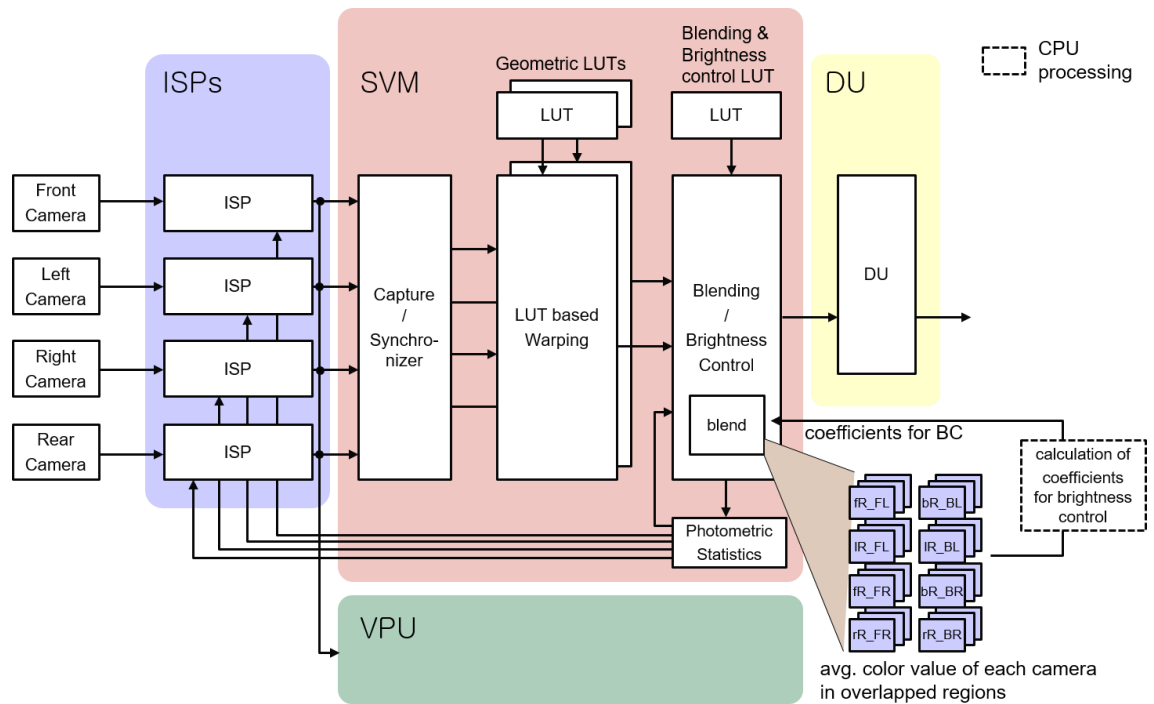 ISPs
SVM
Geometric LUTs
LUT
Blending &
Brightness
control LUT
LUT
DU
CPU
processing
Front
Camera
ISP
Left
Camera
ISP
Right
Camera
ISP
Rear
Camera
ISP
Capture
/
Synchro-
nizer
LUT based
Warping
Blending
/
Brightness
Control
blend
DU
coefficients for BC
calculation of
coefficients
for brightness
control
Photometric
Statistics
fR_FL
bR_BL
lR_FL
lR_BL
fR_FR
bR_BR
rR_FR
rR_BR
avg. color value of each camera
in overlapped regions
VPU